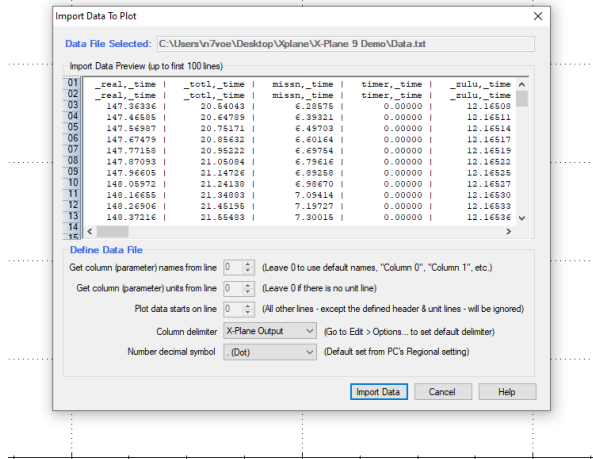 Import Data To Plot
Data File Selected: C:\Users\n7voe\Desktop\Xplane\X-Plane 9 Demo\Data.txt
Import Data Preview (up to first 100 lines)
01 _real,_time | _totl,_time | missn,_time | timer,_time | _zulu,_time
02 _real,_time | _totl,_time | missn,_time | timer,_time | _zulu,_time
03 147.36336 | 20.54043 | 6.28575 | 0.00000 | 12.16508
04 147.46585 | 20.64789 | 6.39321 | 0.00000 | 12.16511
05 147.56987 | 20.75171 | 6.49703 | 0.00000 | 12.16514
06 147.67479 | 20.85632 | 6.60164 | 0.00000 | 12.16517
07 147.77158 | 20.95222 | 6.69754 | 0.00000 | 12.16519
08 147.87093 | 21.05084 | 6.79616 | 0.00000 | 12.16522
09 147.96605 | 21.14726 | 6.89258 | 0.00000 | 12.16525
10 148.05972 | 21.24138 | 6.98670 | 0.00000 | 12.16527
11 148.16655 | 21.34883 | 7.09414 | 0.00000 | 12.16530
12 148.26906 | 21.45195 | 7.19727 | 0.00000 | 12.16533
13 148.37216 | 21.55483 | 7.30015 | 0.00000 | 12.16536
14
15
Define Data File
Get column (parameter) names from line 0 (Leave 0 to use default names, "Column 0", "Column 1", etc.)
Get column (parameter) units from line 0 (Leave 0 if there is no unit line)
Plot data starts on line 0 (All other lines - except the defined header & unit lines - will be ignored)
Column delimiter X-Plane Output (Go to Edit > Options... to set default delimiter)
Number decimal symbol . (Dot) (Default set from PC's Regional setting)
Import Data Cancel Help